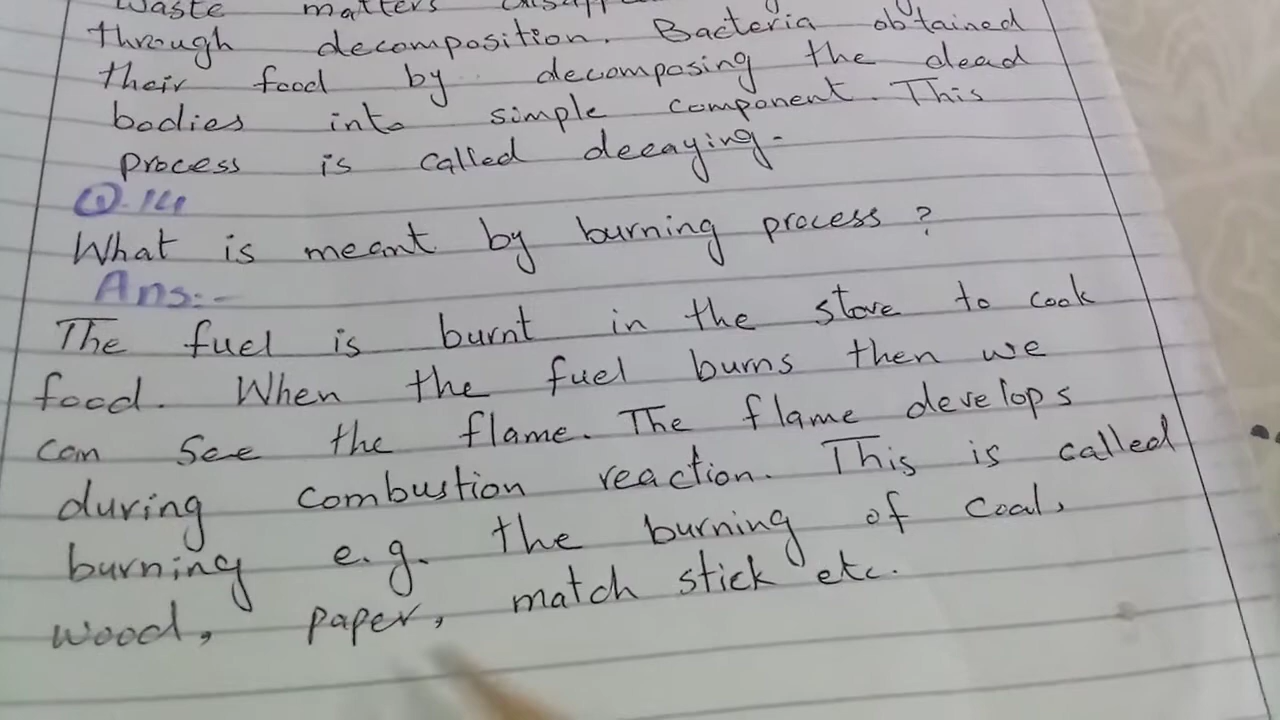 waste matters
through decomposition. Bacteria obtained
their food by decomposing the dead
bodies into simple component. This
process is called decaying.
Q.14
What is meant by burning process?
Ans:-
The fuel is burnt in the stove to cook
food. When the fuel burns then we
can see the flame. The flame develops
during combustion reaction. This is called
burning e.g. the burning of coal,
wood, paper, match stick etc.